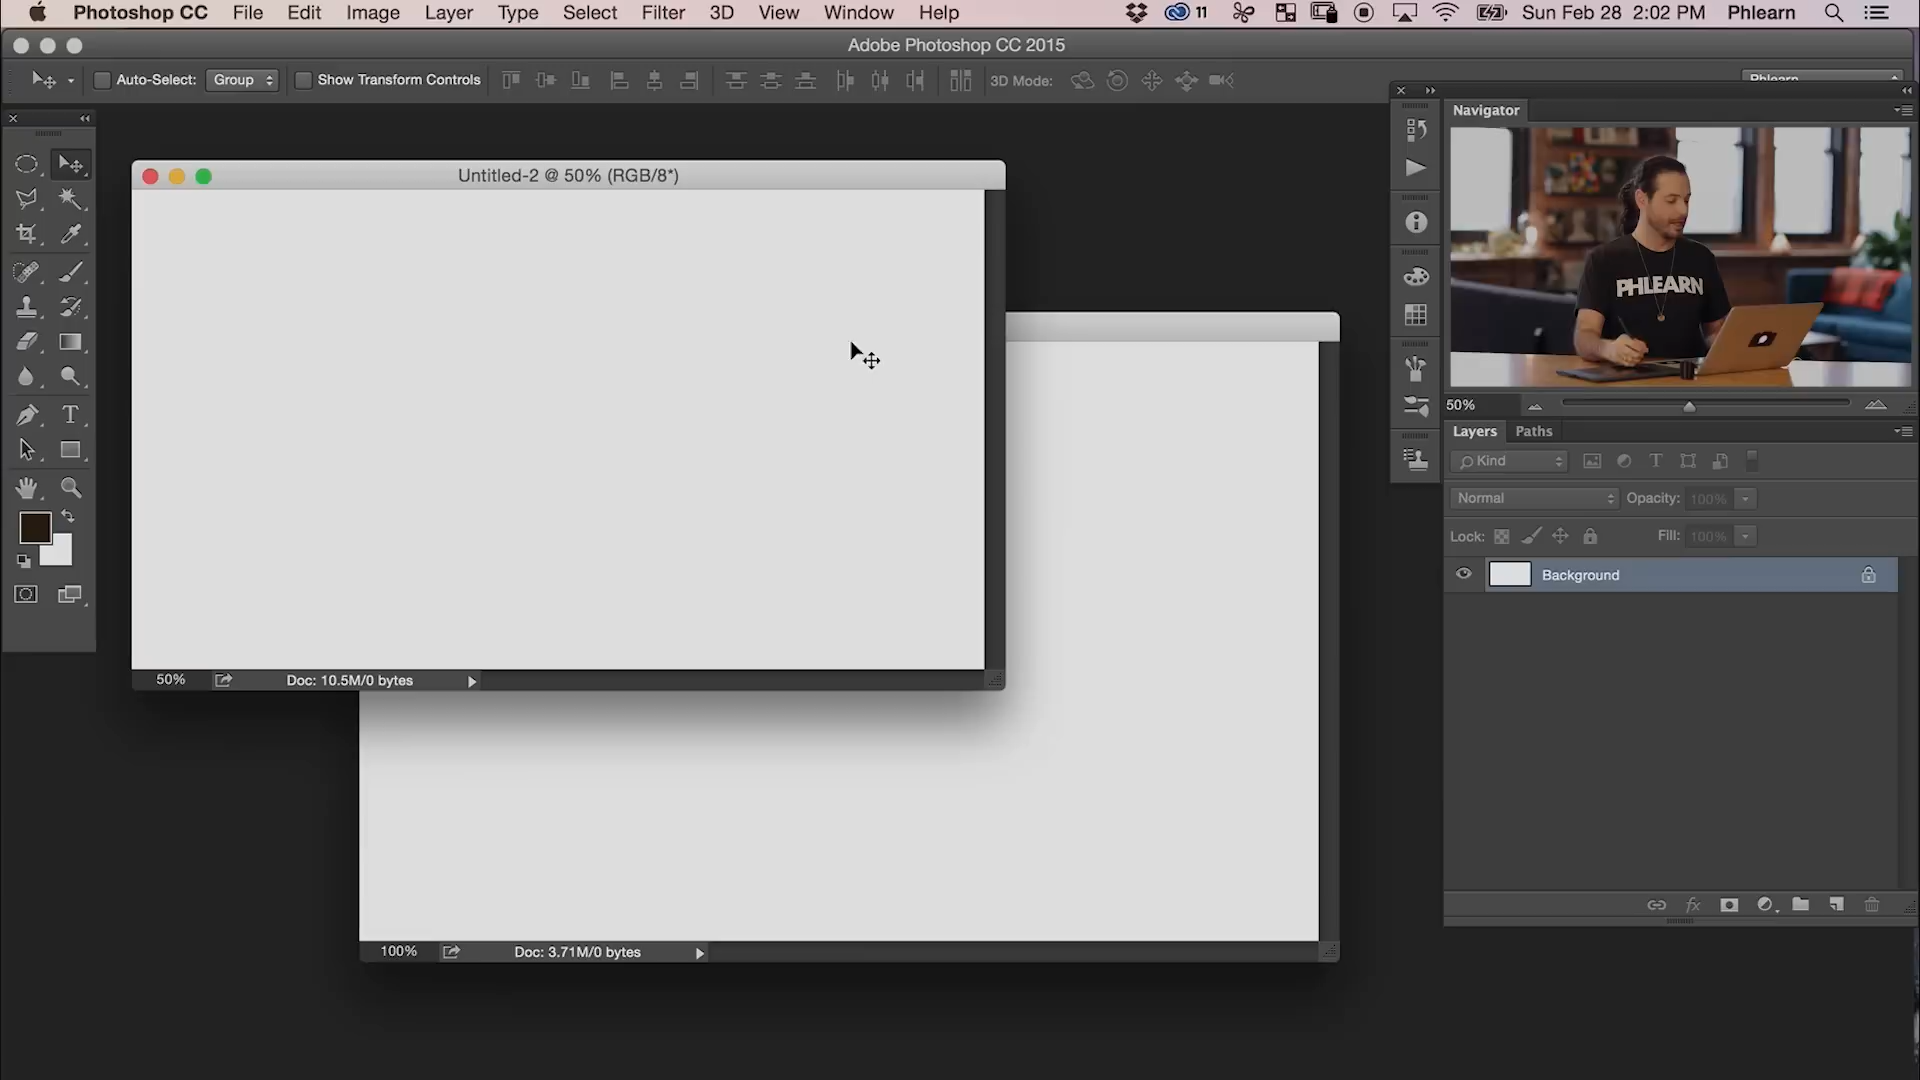 Photoshop CC File Edit Image Layer Type Select Filter 3D View Window Help 11 Sun Feb 28 2:02 PM Phlearn
Adobe Photoshop CC 2015
Auto-Select: Group Show Transform Controls 3D Mode: Phlearn
Navigator
Untitled-2 @ 50% (RGB/8*)
PHLEARN
50%
Layers Paths
Kind
Normal Opacity: 100%
Lock: Fill: 100%
Background
50% Doc: 10.5M/0 bytes
100% Doc: 3.71M/0 bytes